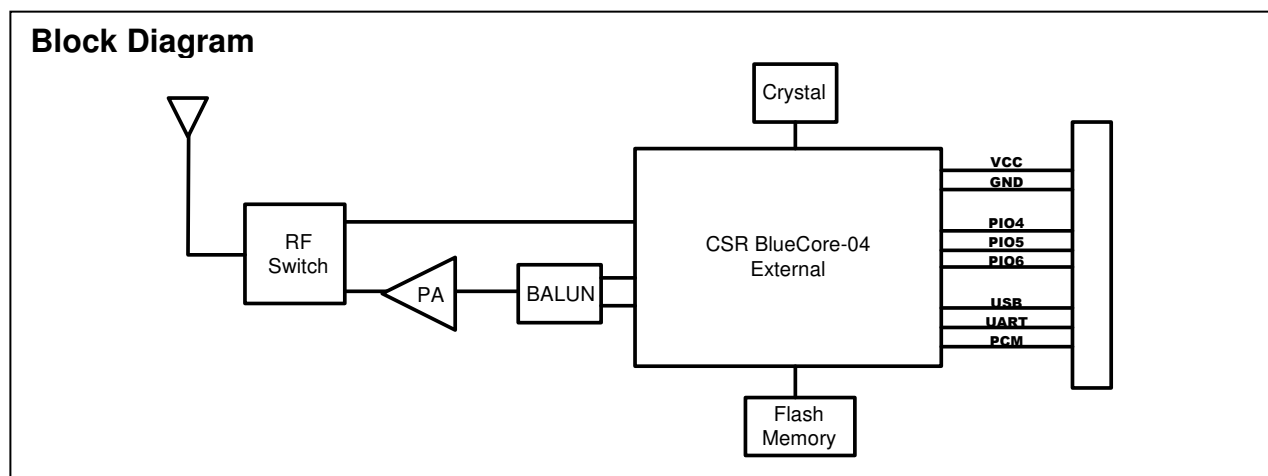 Block Diagram
Crystal
VCC
GND
RF
Switch
PA
BALUN
CSR BlueCore-04
External
PIO4
PIO5
PIO6
USB
UART
PCM
Flash
Memory